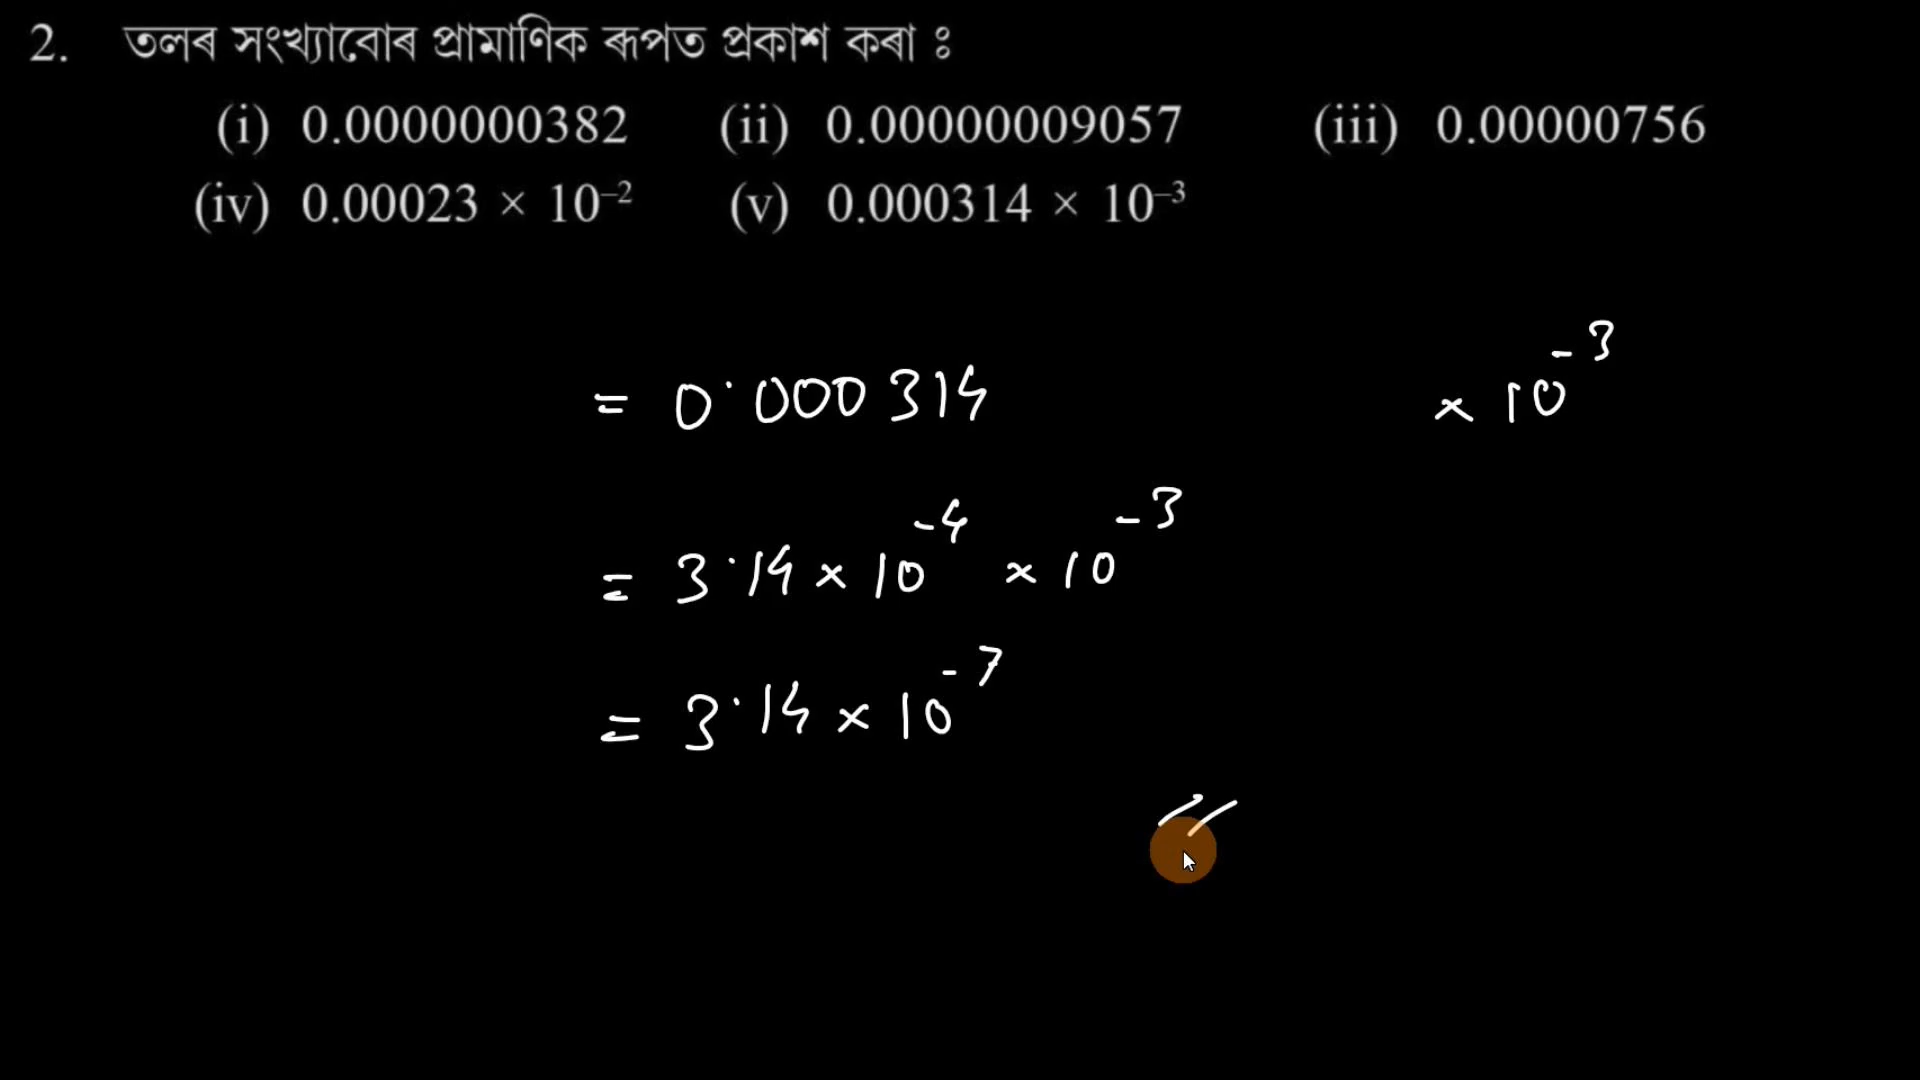 2. তলৰ সংখ্যাবোৰ প্ৰামাণিক ৰূপত প্ৰকাশ কৰা ঃ
(i) 0.0000000382 (ii) 0.00000009057 (iii) 0.00000756
(iv) 0.00023 × 10⁻² (v) 0.000314 × 10⁻³
= 0·000314 × 10⁻³
= 3·14 × 10⁻⁴ × 10⁻³
= 3·14 × 10⁻⁷